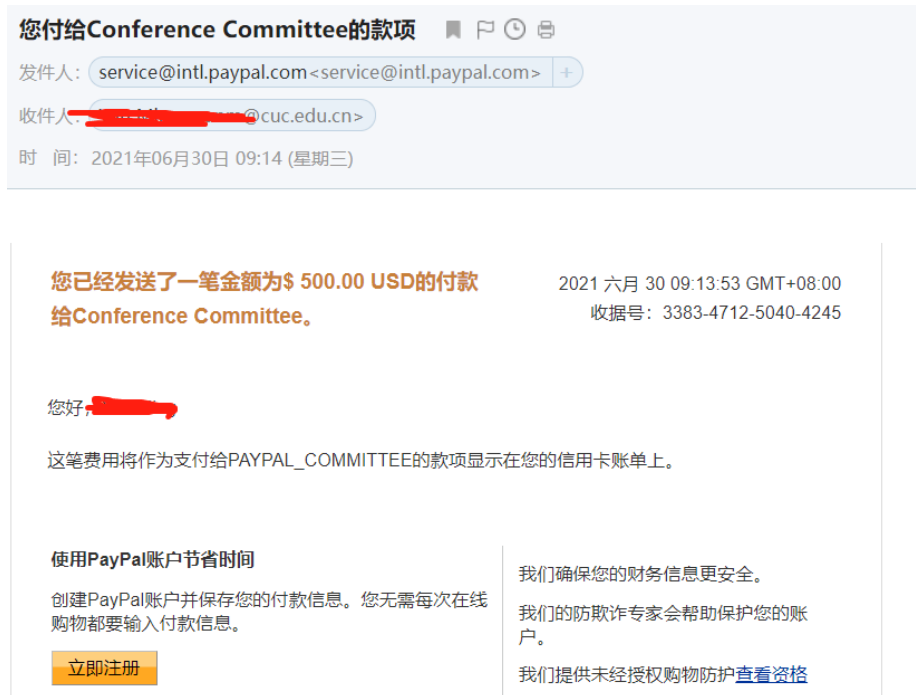 您付给Conference Committee的款项
发件人: service@intl.paypal.com<service@intl.paypal.com> +
收件人 @cuc.edu.cn>
时 间: 2021年06月30日 09:14 (星期三)
您已经发送了一笔金额为$ 500.00 USD的付款
给Conference Committee。
2021 六月 30 09:13:53 GMT+08:00
收据号：3383-4712-5040-4245
您好,
这笔费用将作为支付给PAYPAL_COMMITTEE的款项显示在您的信用卡账单上。
使用PayPal账户节省时间
创建PayPal账户并保存您的付款信息。您无需每次在线
购物都要输入付款信息。
立即注册
我们确保您的财务信息更安全。
我们的防欺诈专家会帮助保护您的账
户。
我们提供未经授权购物防护查看资格